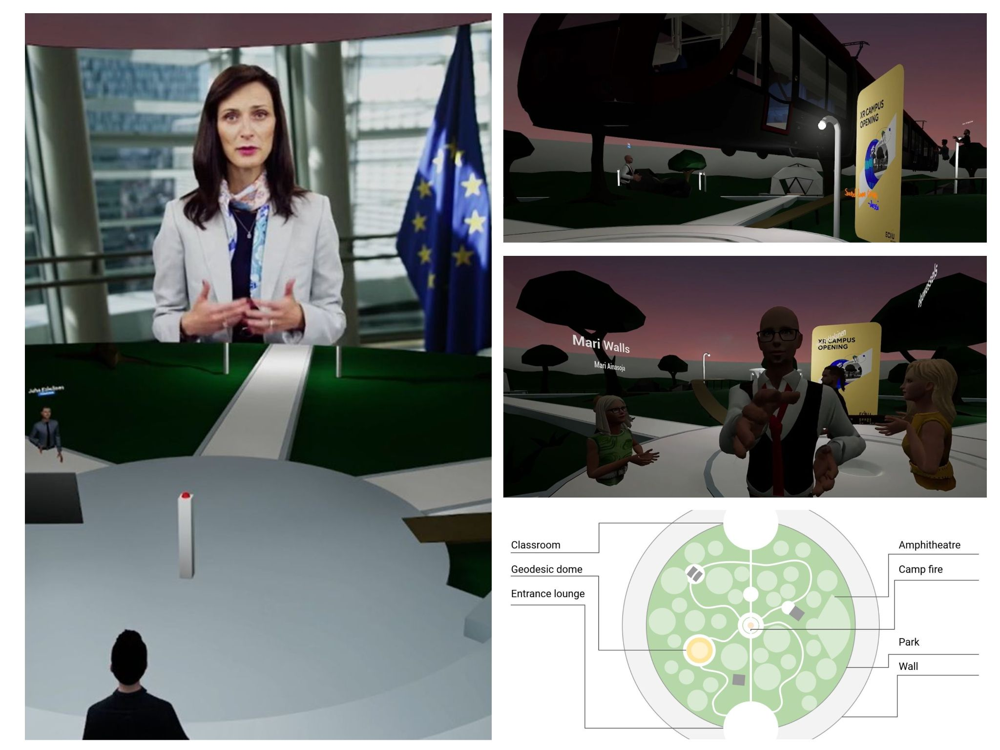 XR CAMPUS
OPENING
ECIU
Mari Walls
Mari Ainasoja
XR CAMPUS
OPENING
ECIU
Classroom
Geodesic dome
Entrance lounge
Amphitheatre
Camp fire
Park
Wall